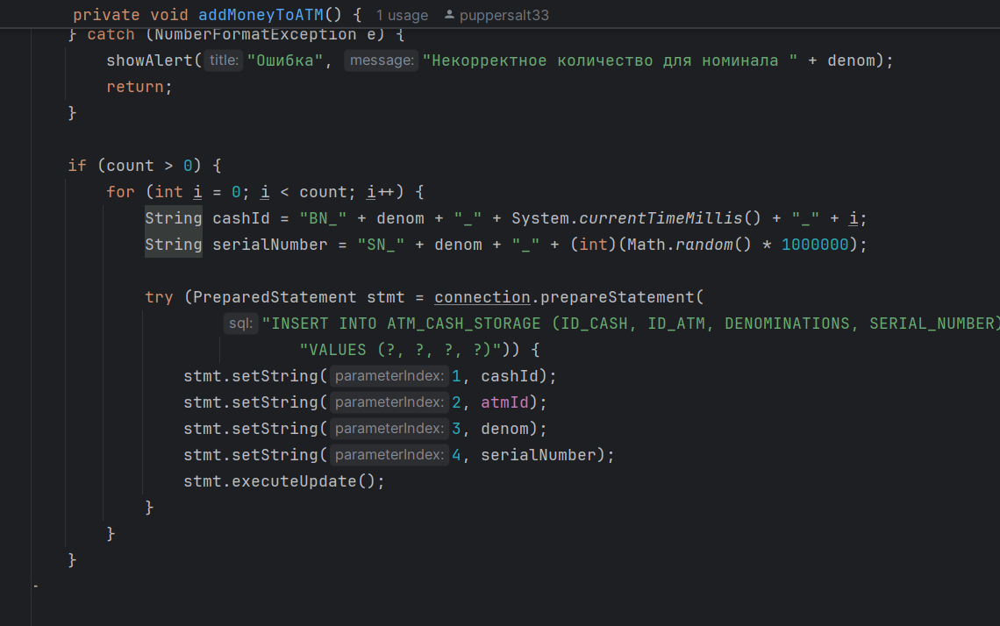 private void addMoneyToATM() { 1 usage puppersalt33
} catch (NumberFormatException e) {
showAlert( title: "Ошибка", message: "Некорректное количество для номинала " + denom);
return;
}
if (count > 0) {
for (int i = 0; i < count; i++) {
String cashId = "BN_" + denom + "_" + System.currentTimeMillis() + "_" + i;
String serialNumber = "SN_" + denom + "_" + (int)(Math.random() * 1000000);
try (PreparedStatement stmt = connection.prepareStatement(
sql: "INSERT INTO ATM_CASH_STORAGE (ID_CASH, ID_ATM, DENOMINATIONS, SERIAL_NUMBER)
"VALUES (?, ?, ?, ?)")) {
stmt.setString( parameterIndex: 1, cashId);
stmt.setString( parameterIndex: 2, atmId);
stmt.setString( parameterIndex: 3, denom);
stmt.setString( parameterIndex: 4, serialNumber);
stmt.executeUpdate();
}
}
}